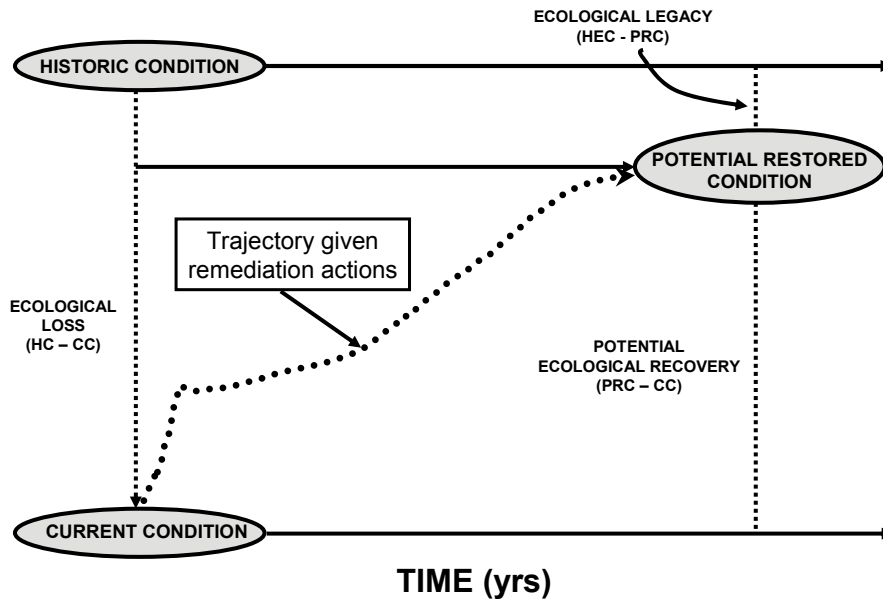 ECOLOGICAL LEGACY
(HEC - PRC)
HISTORIC CONDITION
POTENTIAL RESTORED
CONDITION
Trajectory given
remediation actions
ECOLOGICAL
LOSS
(HC – CC)
POTENTIAL
ECOLOGICAL RECOVERY
(PRC – CC)
CURRENT CONDITION
TIME (yrs)